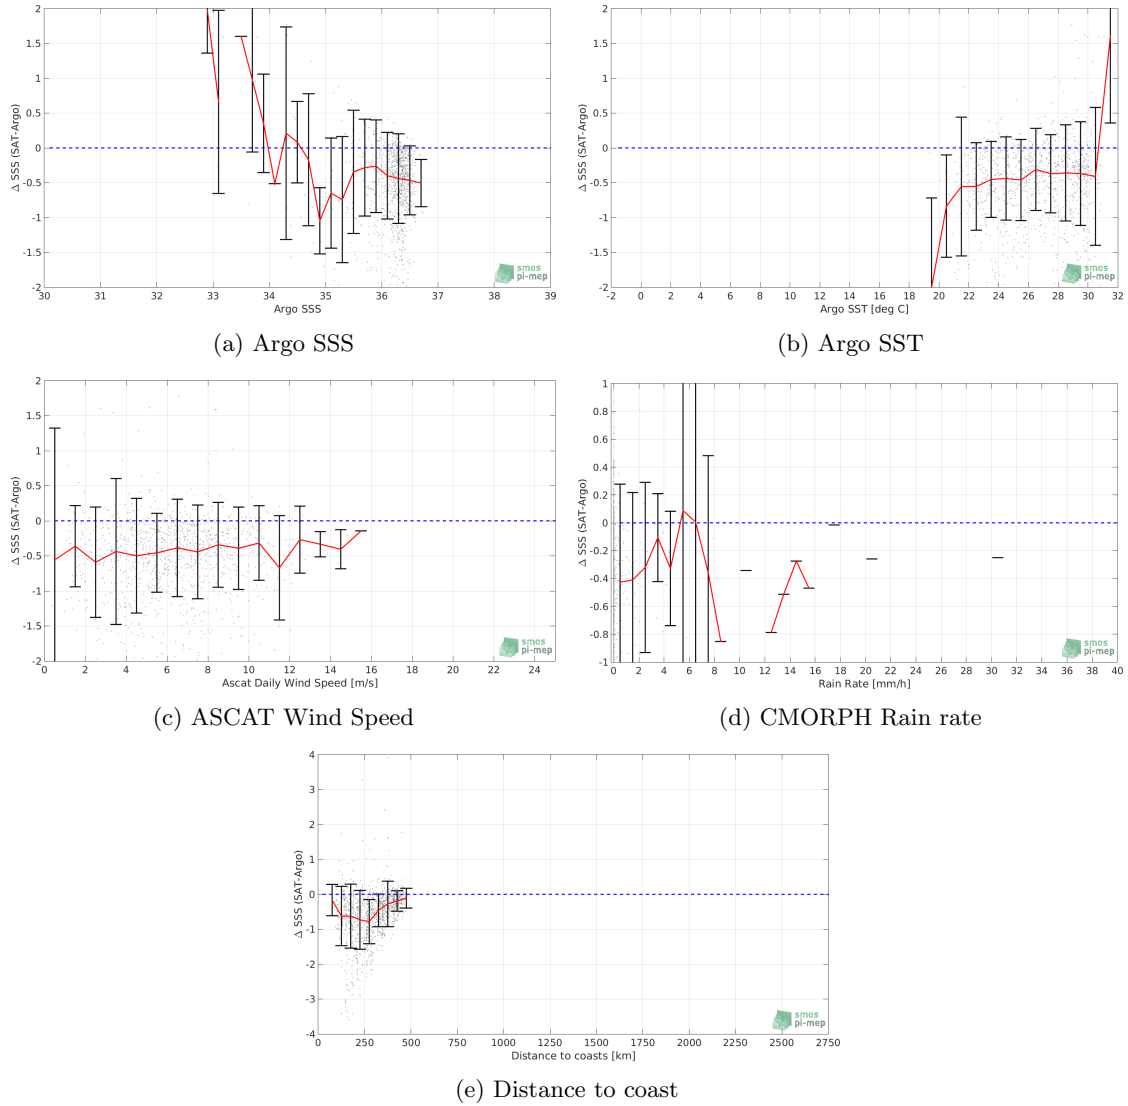 2
1.5
1
0.5
0
-0.5
-1
-1.5
-2
Δ SSS (SAT-Argo)
30 31 32 33 34 35 36 37 38 39
Argo SSS
smos
pi-mep
(a) Argo SSS
2
1.5
1
0.5
0
-0.5
-1
-1.5
-2
Δ SSS (SAT-Argo)
-2 0 2 4 6 8 10 12 14 16 18 20 22 24 26 28 30 32
Argo SST [deg C]
smos
pi-mep
(b) Argo SST
2
1.5
1
0.5
0
-0.5
-1
-1.5
-2
Δ SSS (SAT-Argo)
0 2 4 6 8 10 12 14 16 18 20 22 24
Ascat Daily Wind Speed [m/s]
smos
pi-mep
(c) ASCAT Wind Speed
1
0.8
0.6
0.4
0.2
0
-0.2
-0.4
-0.6
-0.8
-1
Δ SSS (SAT-Argo)
0 2 4 6 8 10 12 14 16 18 20 22 24 26 28 30 32 34 36 38 40
Rain Rate [mm/h]
smos
pi-mep
(d) CMORPH Rain rate
4
3
2
1
0
-1
-2
-3
-4
Δ SSS (SAT-Argo)
0 250 500 750 1000 1250 1500 1750 2000 2250 2500 2750
Distance to coasts [km]
smos
pi-mep
(e) Distance to coast